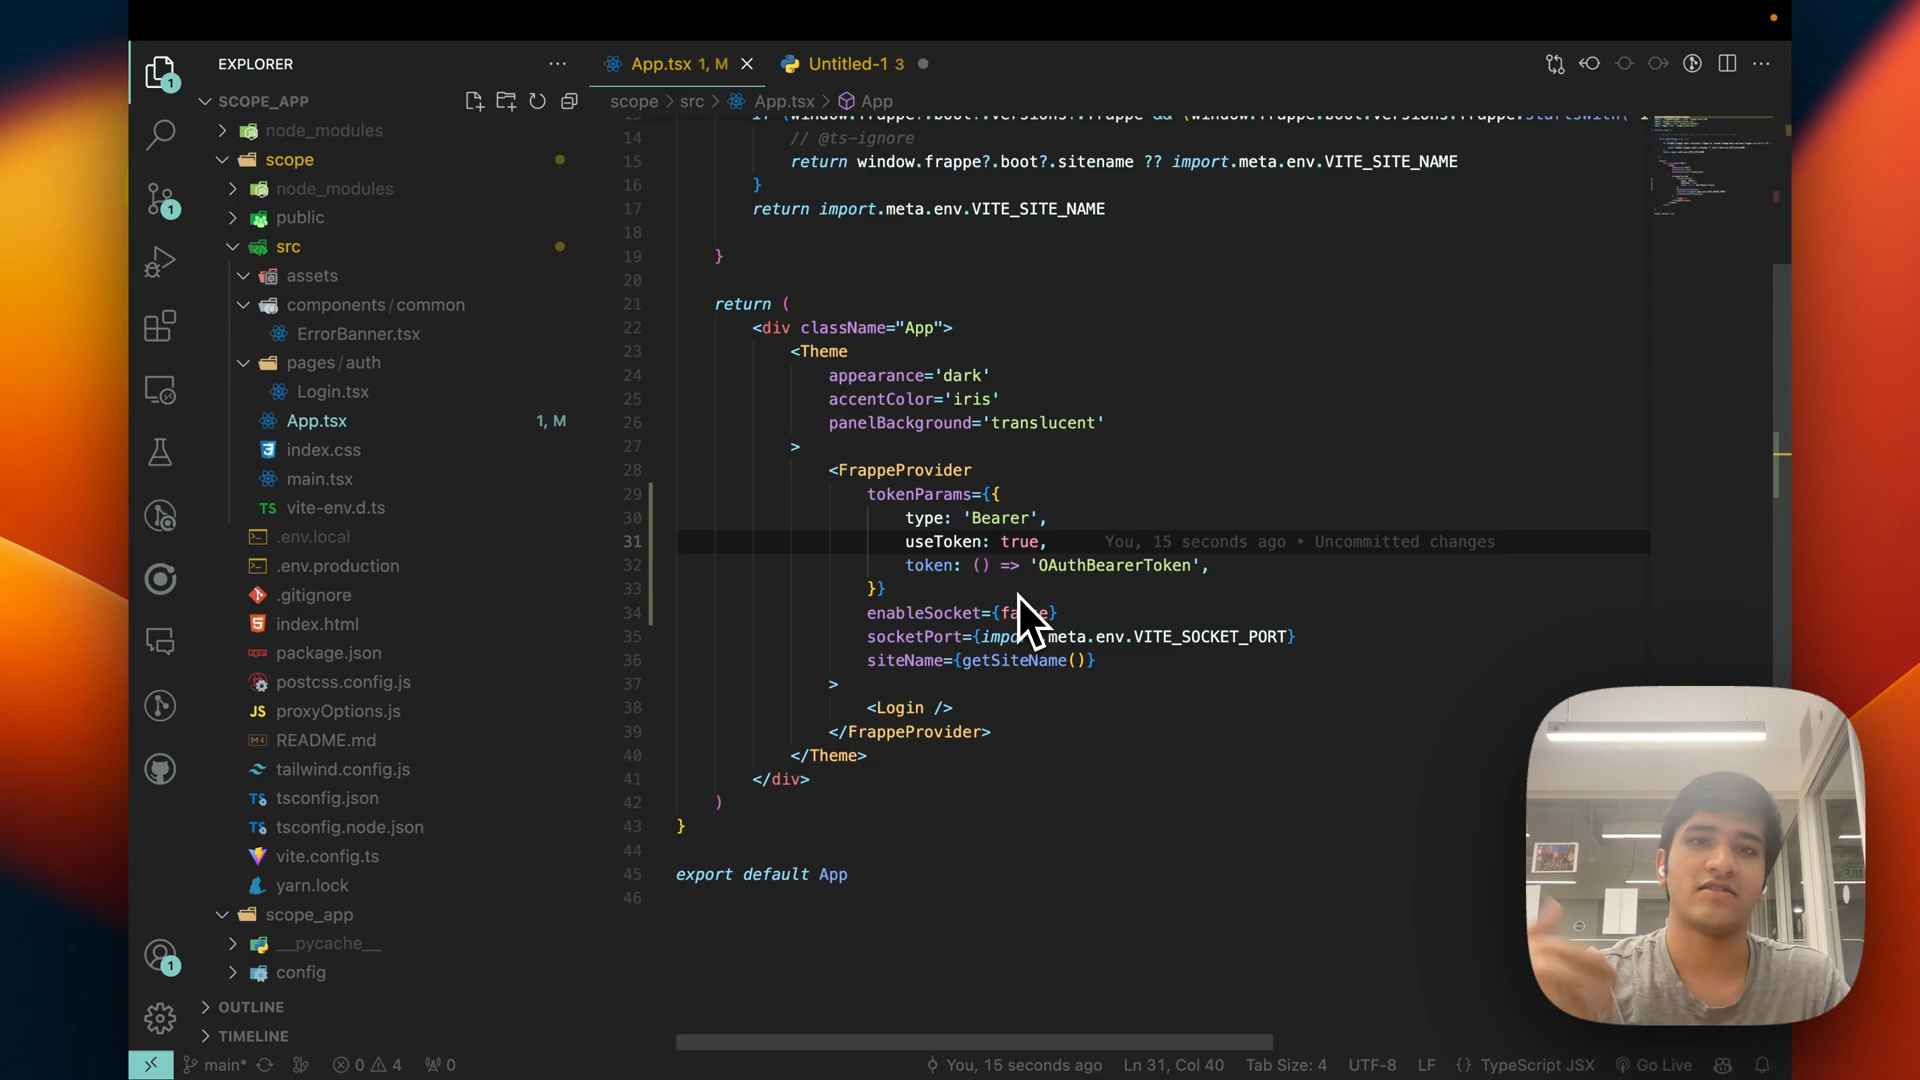 EXPLORER
SCOPE_APP
node_modules
scope
node_modules
public
src
assets
components/common
ErrorBanner.tsx
pages/auth
Login.tsx
App.tsx 1, M
index.css
main.tsx
vite-env.d.ts
.env.local
.env.production
.gitignore
index.html
package.json
postcss.config.js
proxyOptions.js
README.md
tailwind.config.js
tsconfig.json
tsconfig.node.json
vite.config.ts
yarn.lock
scope_app
__pycache__
config
OUTLINE
TIMELINE
App.tsx 1, M
Untitled-1 3
scope > src > App.tsx > App
14 // @ts-ignore
15 return window.frappe?.boot?.sitename ?? import.meta.env.VITE_SITE_NAME
16 }
17 return import.meta.env.VITE_SITE_NAME
18
19 }
20
21 return (
22 <div className="App">
23 <Theme
24 appearance='dark'
25 accentColor='iris'
26 panelBackground='translucent'
27 >
28 <FrappeProvider
29 tokenParams={{
30 type: 'Bearer',
31 useToken: true, You, 15 seconds ago • Uncommitted changes
32 token: () => 'OAuthBearerToken',
33 }}
34 enableSocket={
35 socketPort={ meta.env.VITE_SOCKET_PORT}
36 siteName={getSiteName()}
37 >
38 <Login />
39 </FrappeProvider>
40 </Theme>
41 </div>
42 )
43 }
44
45 export default App
46
main* 0 4 0 You, 15 seconds ago Ln 31, Col 40 Tab Size: 4 UTF-8 LF {} TypeScript JSX Go Live